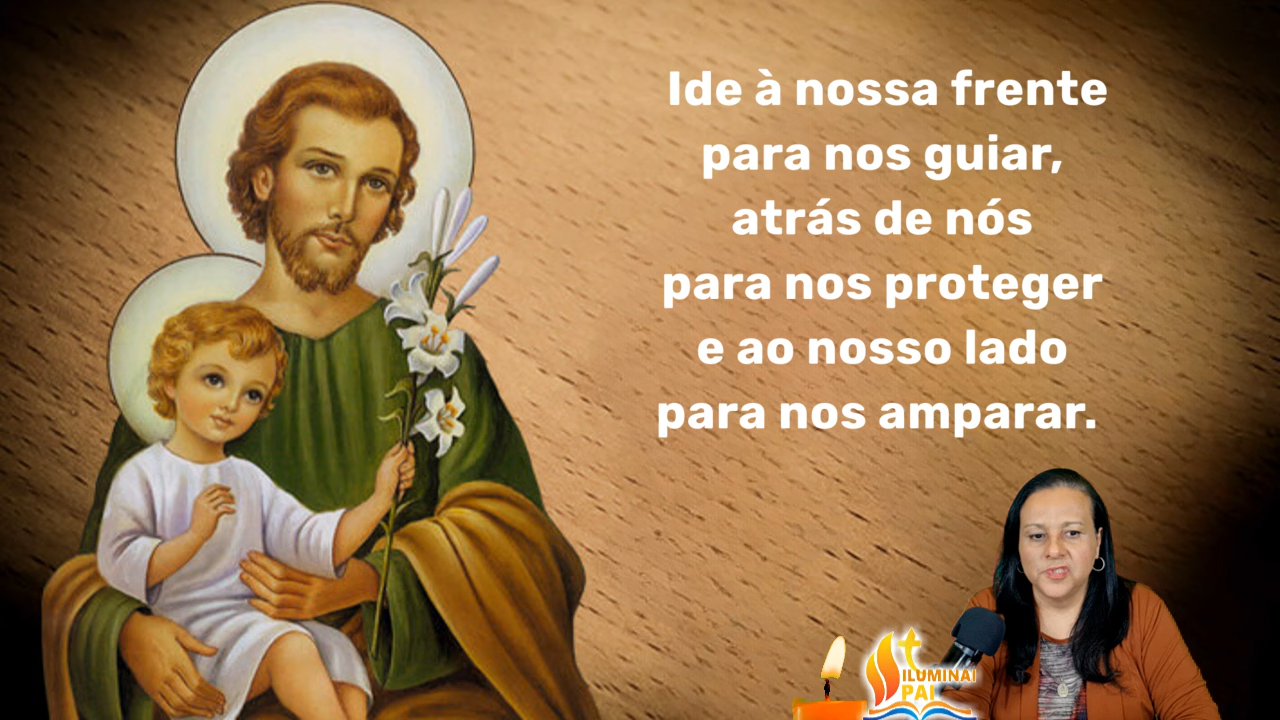 Ide à nossa frente
para nos guiar,
atrás de nós
para nos proteger
e ao nosso lado
para nos amparar.
ILUMINAI
PAI